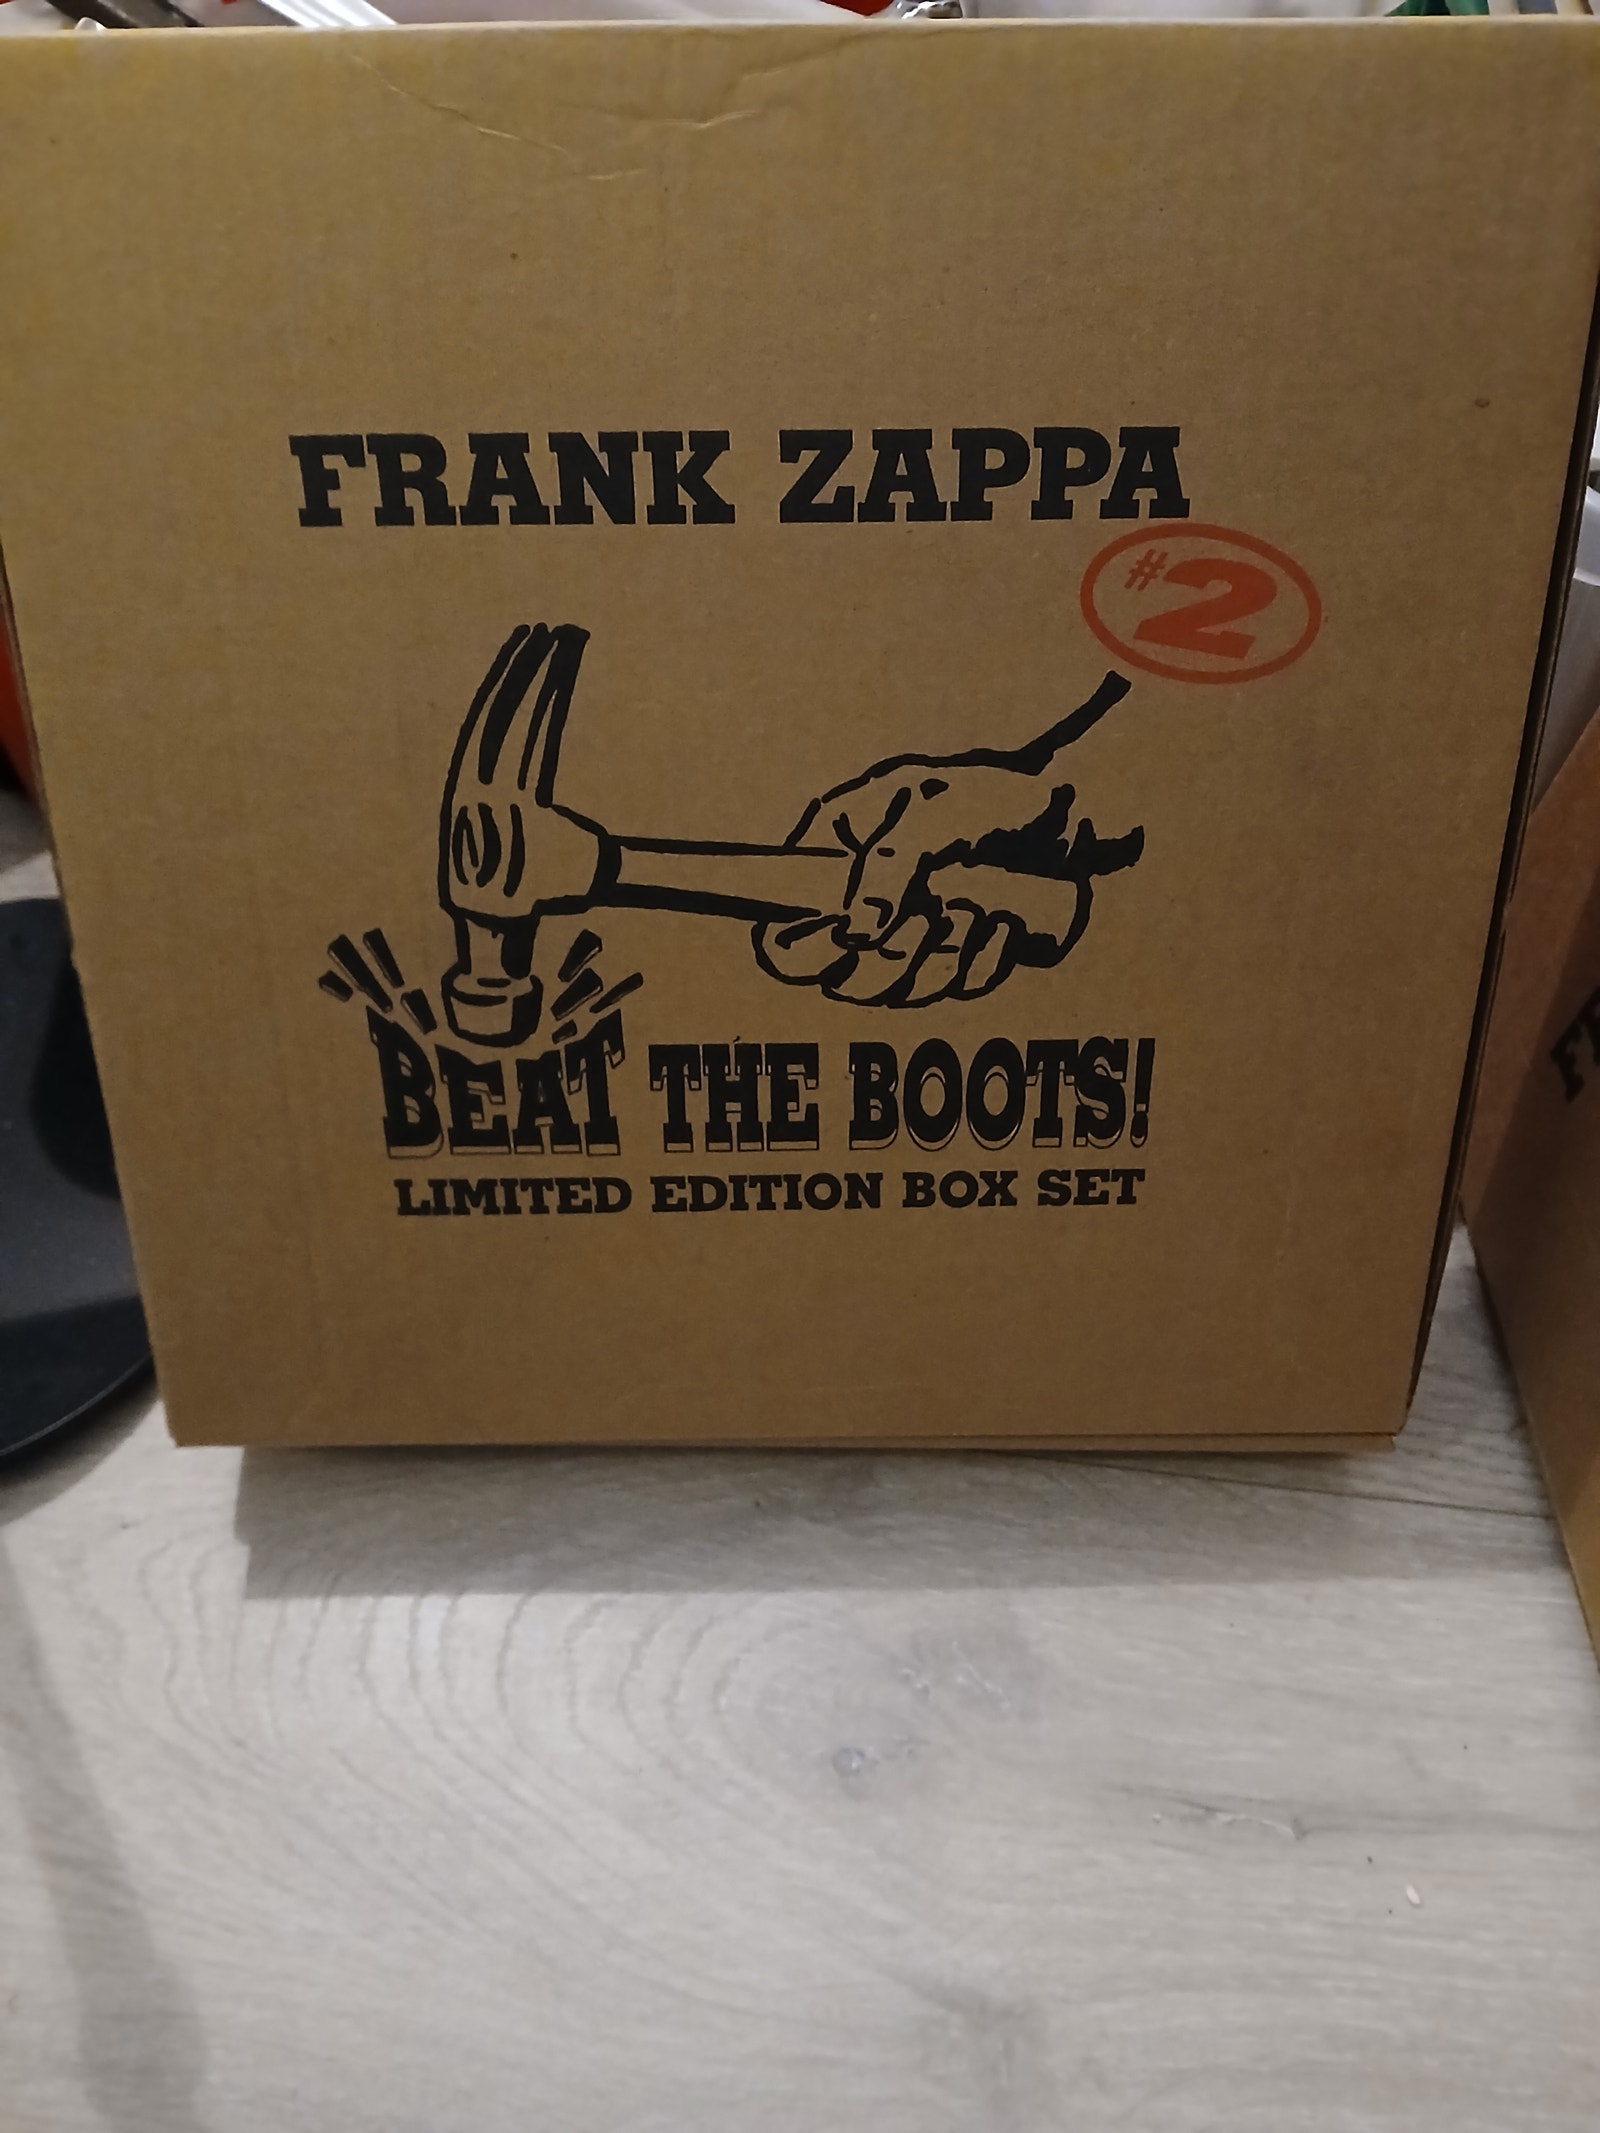 FRANK ZAPPA
#2
BEAT THE BOOTS!
LIMITED EDITION BOX SET